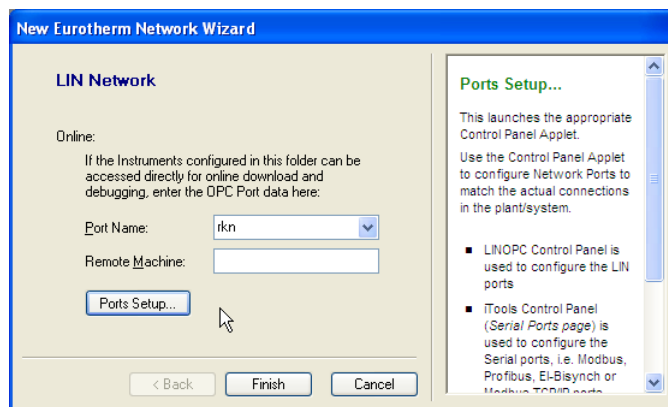 New Eurotherm Network Wizard
LIN Network
Online:
If the Instruments configured in this folder can be
accessed directly for online download and
debugging, enter the OPC Port data here:
Port Name:
rkn
Remote Machine:
Ports Setup...
< Back
Finish
Cancel
Ports Setup...
This launches the appropriate
Control Panel Applet.
Use the Control Panel Applet
to configure Network Ports to
match the actual connections
in the plant/system.
LINOPC Control Panel is
used to configure the LIN
ports
iTools Control Panel
(Serial Ports page) is
used to configure the
Serial ports, i.e. Modbus,
Profibus, EI-Bisynch or
Modbus TCP/IP ports